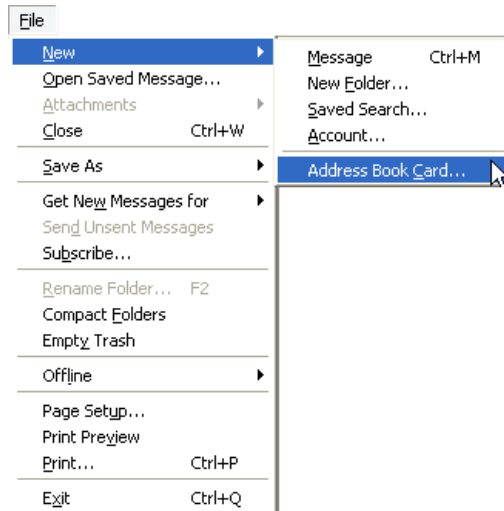 File
New
Open Saved Message...
Attachments
Close Ctrl+W
Save As
Get New Messages for
Send Unsent Messages
Subscribe...
Rename Folder... F2
Compact Folders
Empty Trash
Offline
Page Setup...
Print Preview
Print... Ctrl+P
Exit Ctrl+Q
Message Ctrl+M
New Folder...
Saved Search...
Account...
Address Book Card...